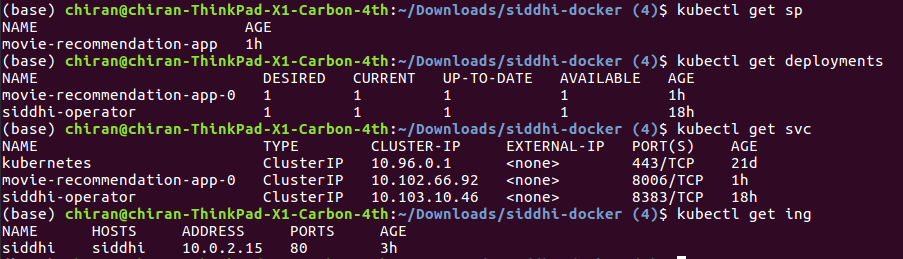 (base) chiran@chiran-ThinkPad-X1-Carbon-4th:~/Downloads/siddhi-docker (4)$ kubectl get sp
NAME                     AGE
movie-recommendation-app   1h
(base) chiran@chiran-ThinkPad-X1-Carbon-4th:~/Downloads/siddhi-docker (4)$ kubectl get deployments
NAME                         DESIRED   CURRENT   UP-TO-DATE   AVAILABLE   AGE
movie-recommendation-app-0   1         1         1            1           1h
siddhi-operator              1         1         1            1           18h
(base) chiran@chiran-ThinkPad-X1-Carbon-4th:~/Downloads/siddhi-docker (4)$ kubectl get svc
NAME                         TYPE        CLUSTER-IP      EXTERNAL-IP   PORT(S)    AGE
kubernetes                   ClusterIP   10.96.0.1       <none>        443/TCP    21d
movie-recommendation-app-0   ClusterIP   10.102.66.92    <none>        8006/TCP   1h
siddhi-operator              ClusterIP   10.103.10.46    <none>        8383/TCP   18h
(base) chiran@chiran-ThinkPad-X1-Carbon-4th:~/Downloads/siddhi-docker (4)$ kubectl get ing
NAME     HOSTS    ADDRESS     PORTS   AGE
siddhi   siddhi   10.0.2.15   80      3h